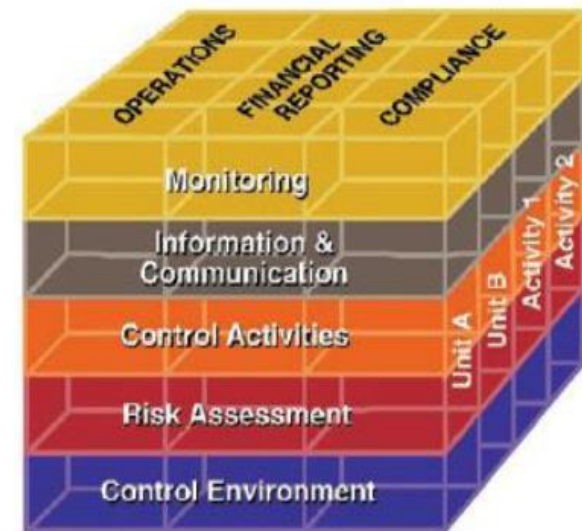 OPERATIONS
FINANCIAL
REPORTING
COMPLIANCE
Monitoring
Information &
Communication
Control Activities
Risk Assessment
Control Environment
Unit A
Unit B
Activity 1
Activity 2